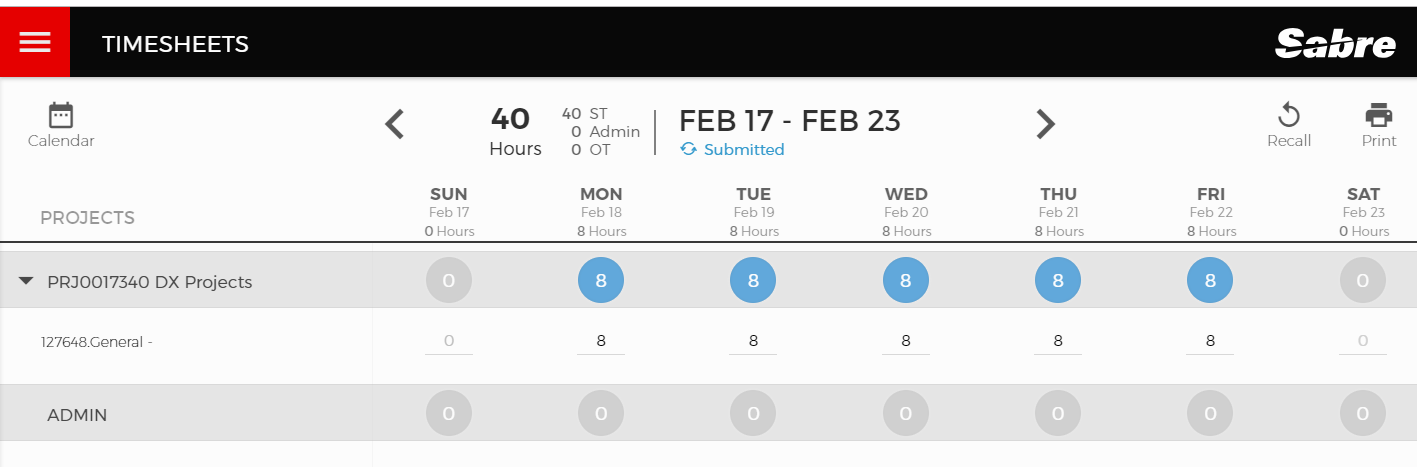 TIMESHEETS
Sabre
Calendar
40
Hours
40 ST
0 Admin
0 OT
FEB 17 - FEB 23
Submitted
Recall
Print
PROJECTS
SUN MON TUE WED THU FRI SAT
Feb 17 Feb 18 Feb 19 Feb 20 Feb 21 Feb 22 Feb 23
0 Hours 8 Hours 8 Hours 8 Hours 8 Hours 8 Hours 0 Hours
PRJ0017340 DX Projects 0 8 8 8 8 8 0
127648.General - 0 8 8 8 8 8 0
ADMIN 0 0 0 0 0 0 0